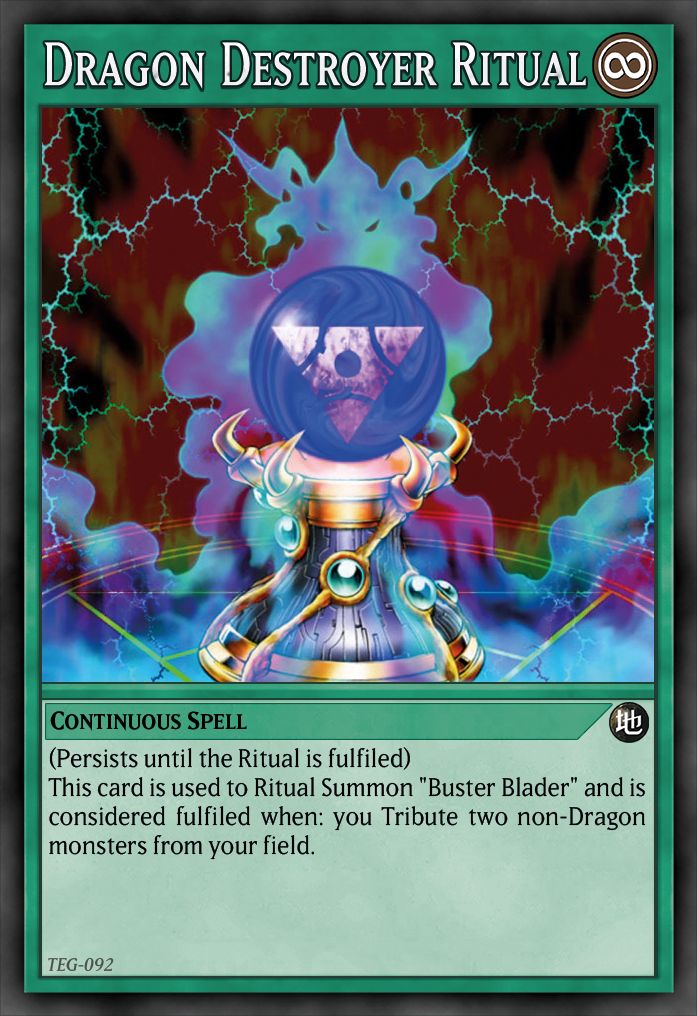 Dragon Destroyer Ritual
Continuous Spell
(Persists until the Ritual is fulfiled)
This card is used to Ritual Summon "Buster Blader" and is
considered fulfiled when: you Tribute two non-Dragon
monsters from your field.
TEG-092